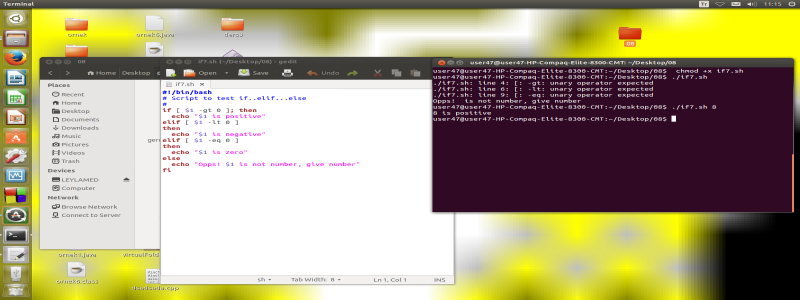 Terminal
Tr
11:15
ornek
ornek6.java
ders3
08
08
Home
Desktop
Places
Recent
Home
Desktop
Documents
Downloads
Music
Pictures
Videos
Trash
Devices
LEYLAMED
Computer
Network
Browse Network
Connect to Server
if7.sh (~/Desktop/08) - gedit
Open
Save
Undo
if7.sh
#!/bin/bash
# Script to test if..elif...else
#
if [ $1 -gt 0 ]; then
echo "$1 is positive"
elif [ $1 -lt 0 ]
then
echo "$1 is negative"
elif [ $1 -eq 0 ]
then
echo "$1 is zero"
else
echo "Opps! $1 is not number, give number"
fi
sh
Tab Width: 8
Ln 1, Col 1
INS
user47@user47-HP-Compaq-Elite-8300-CMT: ~/Desktop/08
user47@user47-HP-Compaq-Elite-8300-CMT:~/Desktop/08$ chmod +x if7.sh
user47@user47-HP-Compaq-Elite-8300-CMT:~/Desktop/08$ ./if7.sh
./if7.sh: line 4: [: -gt: unary operator expected
./if7.sh: line 6: [: -lt: unary operator expected
./if7.sh: line 9: [: -eq: unary operator expected
Opps! is not number, give number
user47@user47-HP-Compaq-Elite-8300-CMT:~/Desktop/08$ ./if7.sh 8
8 is positive
user47@user47-HP-Compaq-Elite-8300-CMT:~/Desktop/08$
ornek1.java
ornek6.class